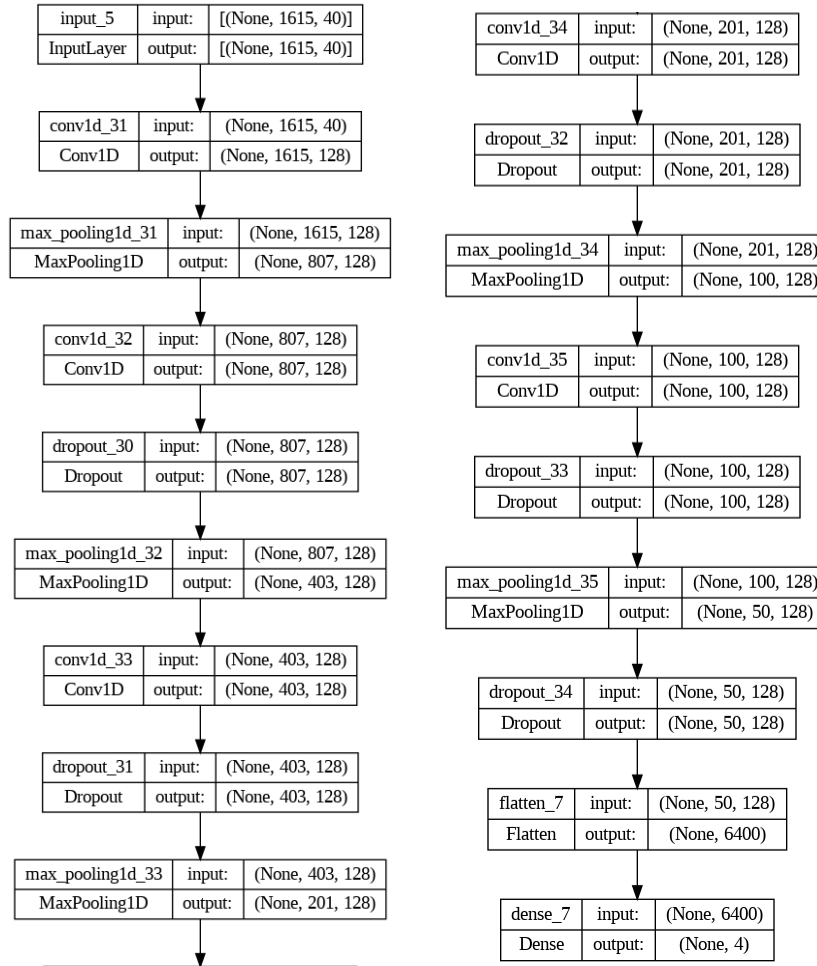 input_5 input: [(None, 1615, 40)]
InputLayer output: [(None, 1615, 40)]
conv1d_31 input: (None, 1615, 40)
Conv1D output: (None, 1615, 128)
max_pooling1d_31 input: (None, 1615, 128)
MaxPooling1D output: (None, 807, 128)
conv1d_32 input: (None, 807, 128)
Conv1D output: (None, 807, 128)
dropout_30 input: (None, 807, 128)
Dropout output: (None, 807, 128)
max_pooling1d_32 input: (None, 807, 128)
MaxPooling1D output: (None, 403, 128)
conv1d_33 input: (None, 403, 128)
Conv1D output: (None, 403, 128)
dropout_31 input: (None, 403, 128)
Dropout output: (None, 403, 128)
max_pooling1d_33 input: (None, 403, 128)
MaxPooling1D output: (None, 201, 128)
conv1d_34 input: (None, 201, 128)
Conv1D output: (None, 201, 128)
dropout_32 input: (None, 201, 128)
Dropout output: (None, 201, 128)
max_pooling1d_34 input: (None, 201, 128)
MaxPooling1D output: (None, 100, 128)
conv1d_35 input: (None, 100, 128)
Conv1D output: (None, 100, 128)
dropout_33 input: (None, 100, 128)
Dropout output: (None, 100, 128)
max_pooling1d_35 input: (None, 100, 128)
MaxPooling1D output: (None, 50, 128)
dropout_34 input: (None, 50, 128)
Dropout output: (None, 50, 128)
flatten_7 input: (None, 50, 128)
Flatten output: (None, 6400)
dense_7 input: (None, 6400)
Dense output: (None, 4)